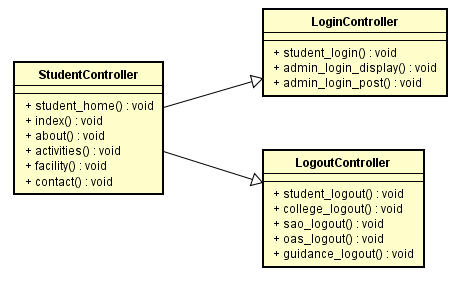 LoginController
+ student_login() : void
+ admin_login_display() : void
+ admin_login_post() : void
StudentController
+ student_home() : void
+ index() : void
+ about() : void
+ activities() : void
+ facility() : void
+ contact() : void
LogoutController
+ student_logout() : void
+ college_logout() : void
+ sao_logout() : void
+ oas_logout() : void
+ guidance_logout() : void